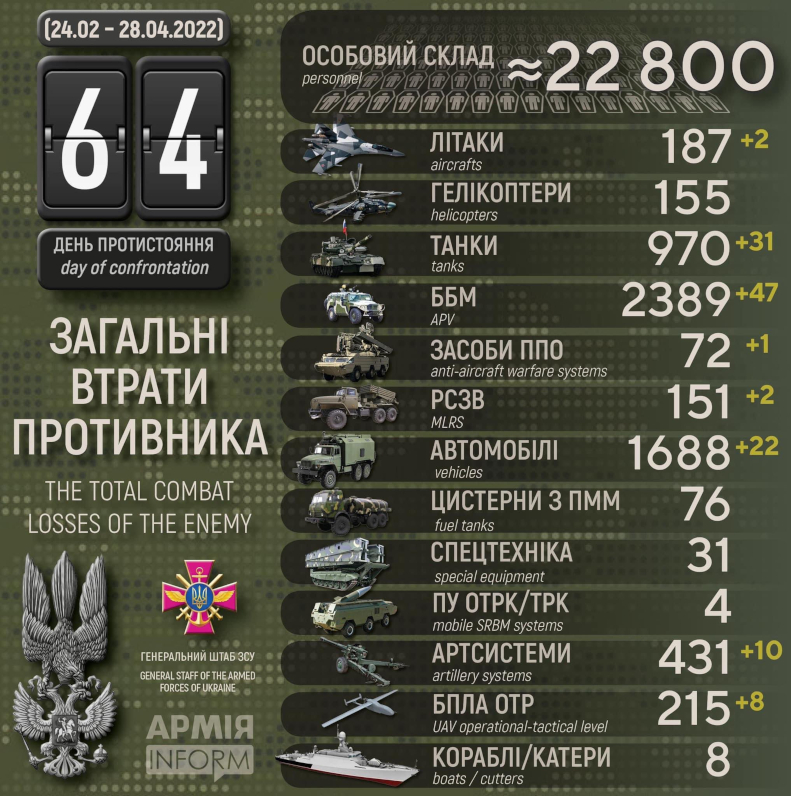 (24.02 – 28.04.2022)
64
ДЕНЬ ПРОТИСТОЯННЯ
day of confrontation
ЗАГАЛЬНІ
ВТРАТИ
ПРОТИВНИКА
THE TOTAL COMBAT
LOSSES OF THE ENEMY
ГЕНЕРАЛЬНИЙ ШТАБ ЗСУ
GENERAL STAFF OF THE ARMED
FORCES OF UKRAINE
АРМІЯ
INFORM
ОСОБОВИЙ СКЛАД ≈22 800
personnel
ЛІТАКИ 187 +2
aircrafts
ГЕЛІКОПТЕРИ 155
helicopters
ТАНКИ 970 +31
tanks
ББМ 2389 +47
APV
ЗАСОБИ ППО 72 +1
anti-aircraft warfare systems
РСЗВ 151 +2
MLRS
АВТОМОБІЛІ 1688 +22
vehicles
ЦИСТЕРНИ З ПММ 76
fuel tanks
СПЕЦТЕХНІКА 31
special equipment
ПУ ОТРК/ТРК 4
mobile SRBM systems
АРТСИСТЕМИ 431 +10
artillery systems
БПЛА ОТР 215 +8
UAV operational-tactical level
КОРАБЛІ/КАТЕРИ 8
boats / cutters